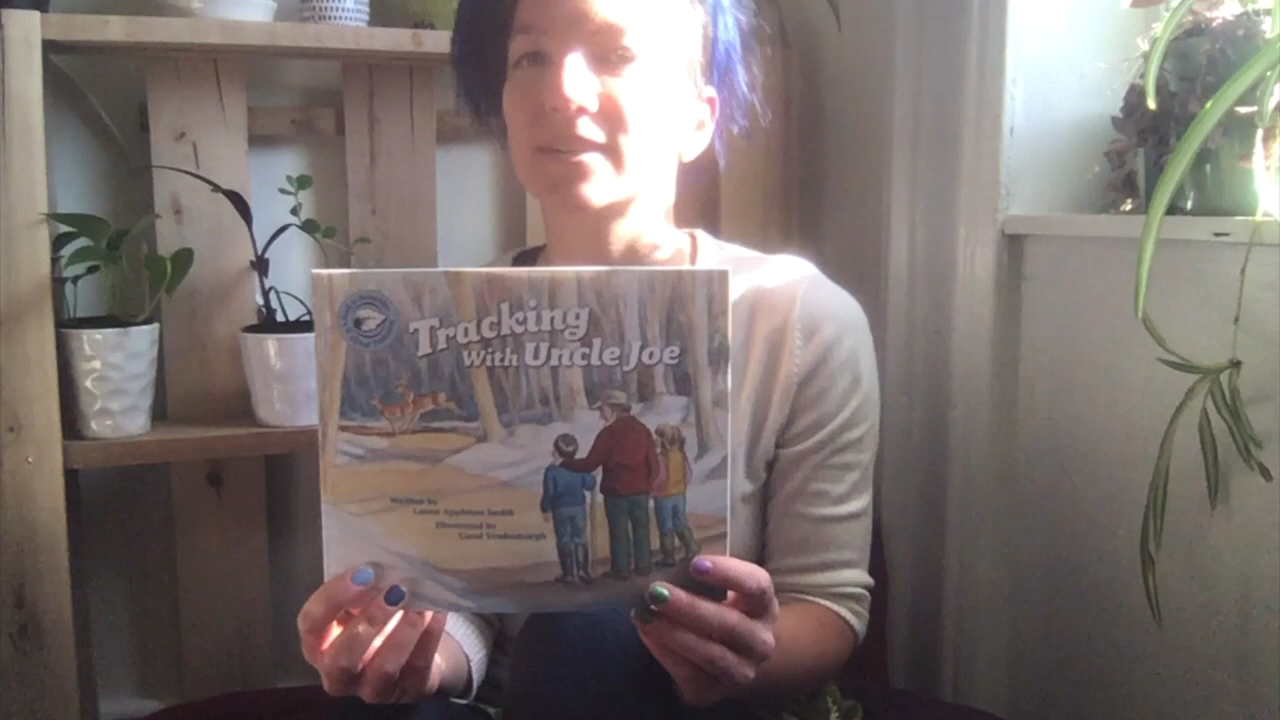 Tracking
With Uncle Joe
Written by
Laura Appleton Smith
Illustrated by
Carol Vredenburgh